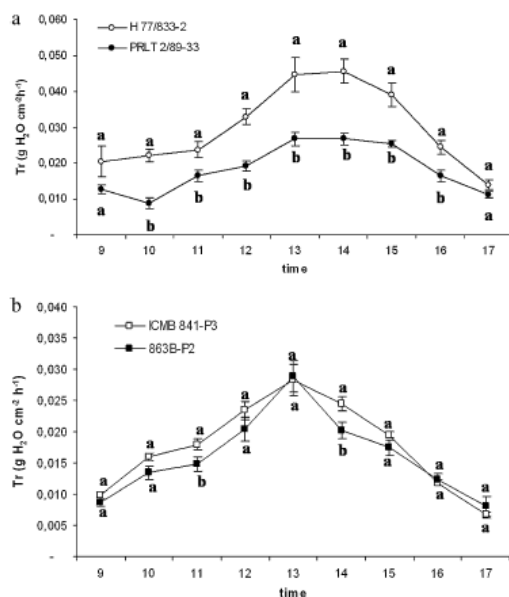 a
Tr (g H₂O cm⁻² h⁻¹)
0,060
0,050
0,040
0,030
0,020
0,010
-
H 77/833-2
PRLT 2/89-33
a a a a a a a a a
a b b b b b b b a
9 10 11 12 13 14 15 16 17
time
b
Tr (g H₂O cm⁻² h⁻¹)
0,040
0,035
0,030
0,025
0,020
0,015
0,010
0,005
-
ICMB 841-P3
863B-P2
a a a a a a a a a
a a b a a b a a a
9 10 11 12 13 14 15 16 17
time